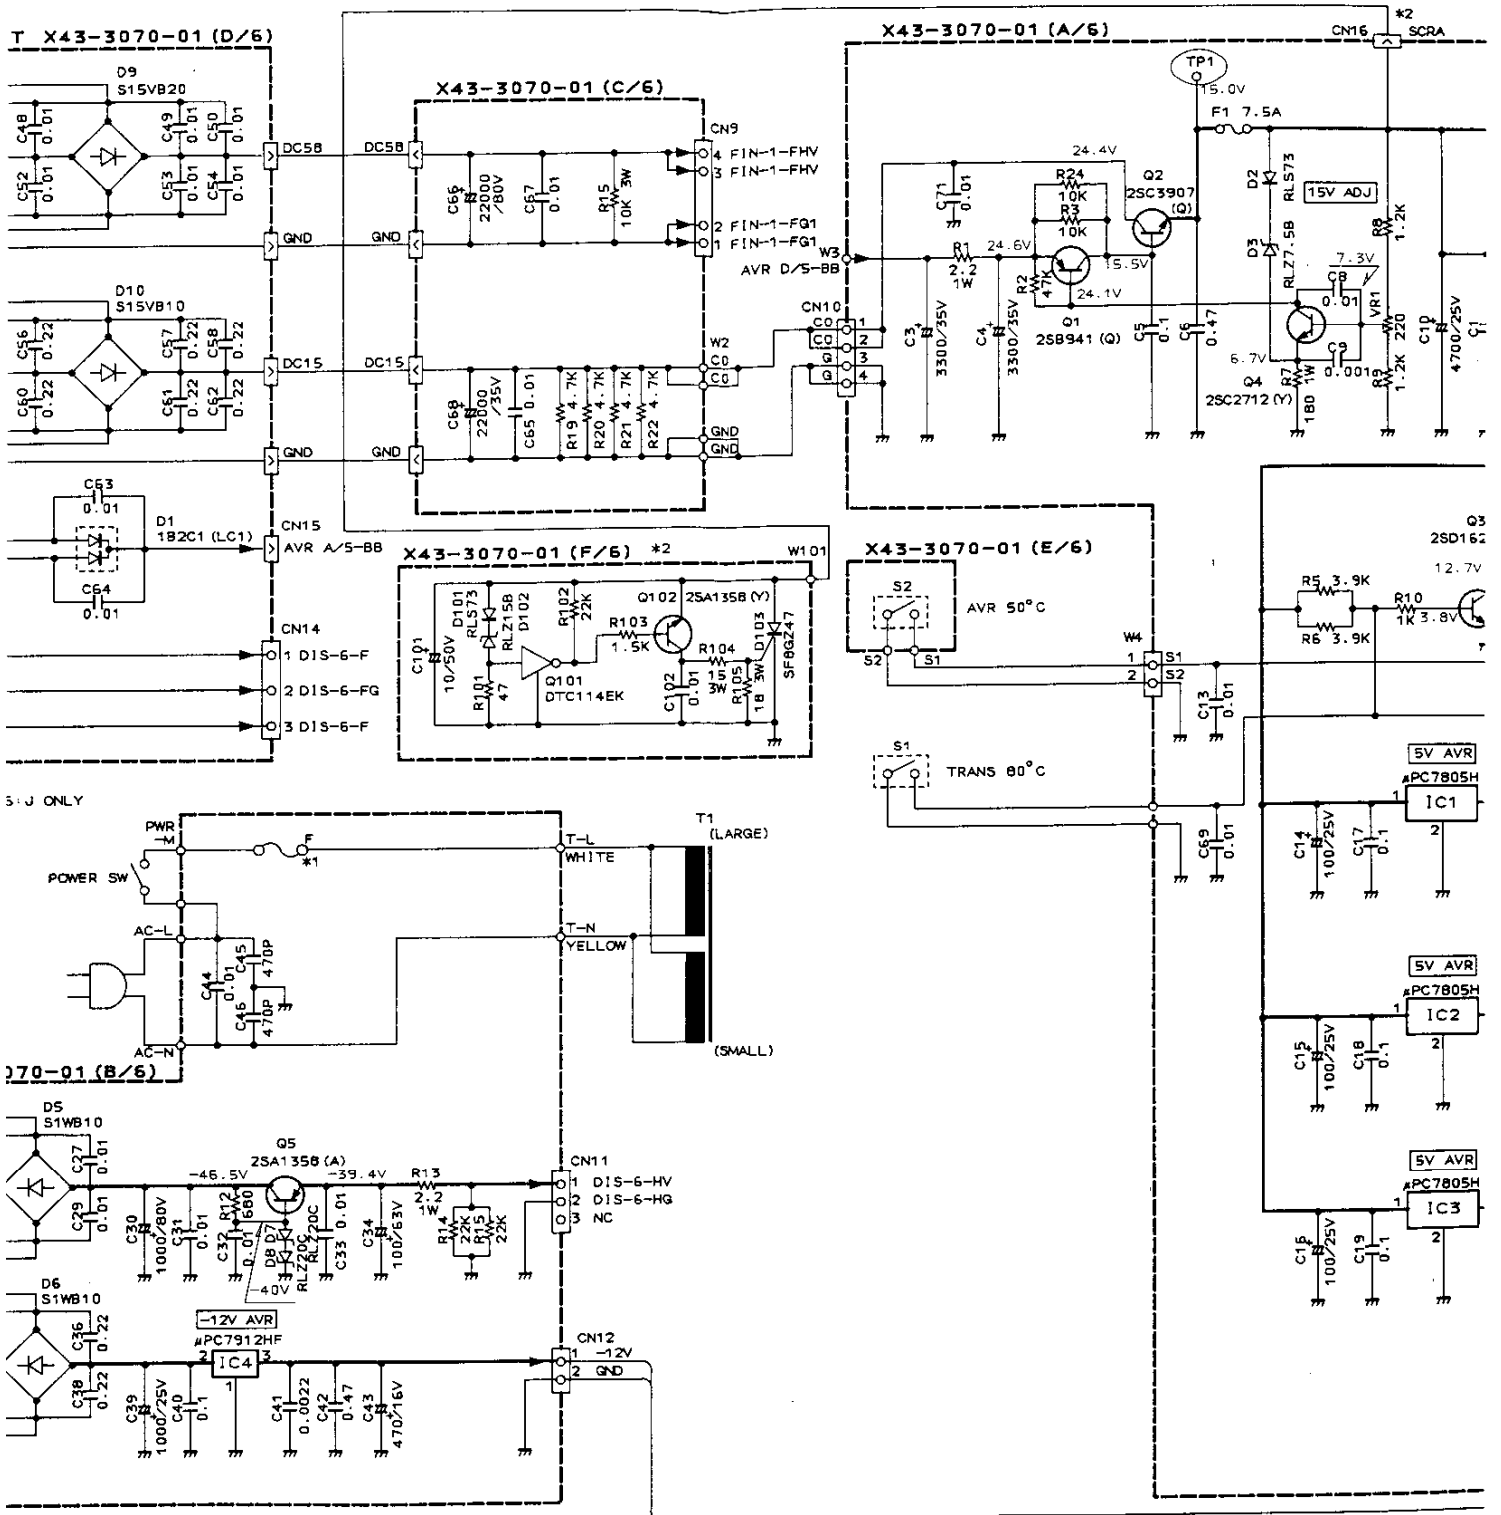 T X43-3070-01 (D/6)
D9
S15VB20
C48
0.01
C49
0.01
C50
0.01
C52
0.01
C53
0.01
C54
0.01
DC58
GND
D10
S15VB10
C56
0.22
C57
0.22
C58
0.22
C60
0.22
C61
0.22
C62
0.22
DC15
GND
C63
0.01
D1
1B2C1 (LC1)
C64
0.01
CN15
AVR A/S-BB
CN14
1 DIS-6-F
2 DIS-6-FG
3 DIS-6-F
X43-3070-01 (C/6)
DC58
GND
C66
22000
/80V
C67
0.01
R15
10K 3W
CN9
4 FIN-1-FHV
3 FIN-1-FHV
2 FIN-1-FG1
1 FIN-1-FG1
DC15
GND
C68
22000
/35V
C65 0.01
R19 4.7K
R20 4.7K
R21 4.7K
R22 4.7K
W2
C0
C0
GND
GND
X43-3070-01 (A/6)
CN16
*2
SCRA
TP1
15.0V
F1 7.5A
24.4V
C71
0.01
R24
10K
R3
10K
Q2
2SC3907
(Q)
D2
RLS73
15V ADJ
R8
1.2K
W3
AVR D/S-BB
R1
2.2
1W
24.6V
R2
47K
15.5V
24.1V
Q1
2SB941 (Q)
D3
RLZ7.5B
7.3V
C8
0.01
VR1
220
CN10
C0 1
C0 2
G 3
G 4
C3
3300/35V
C4
3300/35V
C5
0.1
C6
0.47
6.7V
Q4
2SC2712 (Y)
R7
180 1W
C9
0.001
R9
1.2K
C10
4700/25V
C1
X43-3070-01 (F/6) *2
W101
C101
10/50V
D101
RLS73
RLZ15B
D102
R102
22K
Q102 2SA1358 (Y)
R103
1.5K
R101
47
Q101
DTC114EK
C102
0.01
R104
15
3W
R105
18 3W
D103
SF8GZ47
X43-3070-01 (E/6)
S2
AVR 50°C
S2 S1
W4
1 S1
2 S2
C13
0.01
S1
TRANS 80°C
C69
0.01
Q3
2SD162
12.7V
R5 3.9K
R6 3.9K
R10
1K
3.8V
5V AVR
µPC7805H
1 IC1
2
C14
100/25V
C17
0.1
5V AVR
µPC7805H
1 IC2
2
C15
100/25V
C18
0.1
5V AVR
µPC7805H
1 IC3
2
C16
100/25V
C19
0.1
J ONLY
PWR
-M
POWER SW
F
*1
T-L
WHITE
T1
(LARGE)
AC-L
C44
0.01
C45
470P
C46
470P
T-N
YELLOW
AC-N
(SMALL)
070-01 (B/6)
D5
S1WB10
C27
0.01
C29
0.01
C30
1000/80V
C31
0.01
-46.5V
Q5
2SA1358 (A)
-39.4V
R12
680
C32
0.01
D8 D7
RLZ20C
RLZ20C
-40V
C33 0.01
C34
100/63V
R13
2.2
1W
R14
22K
R15
22K
CN11
1 DIS-6-HV
2 DIS-6-HG
3 NC
D6
S1WB10
C36
0.22
C38
0.22
C39
1000/25V
C40
0.1
-12V AVR
µPC7912HF
2 IC4 3
1
C41
0.0022
C42
0.47
C43
470/16V
CN12
1 -12V
2 GND